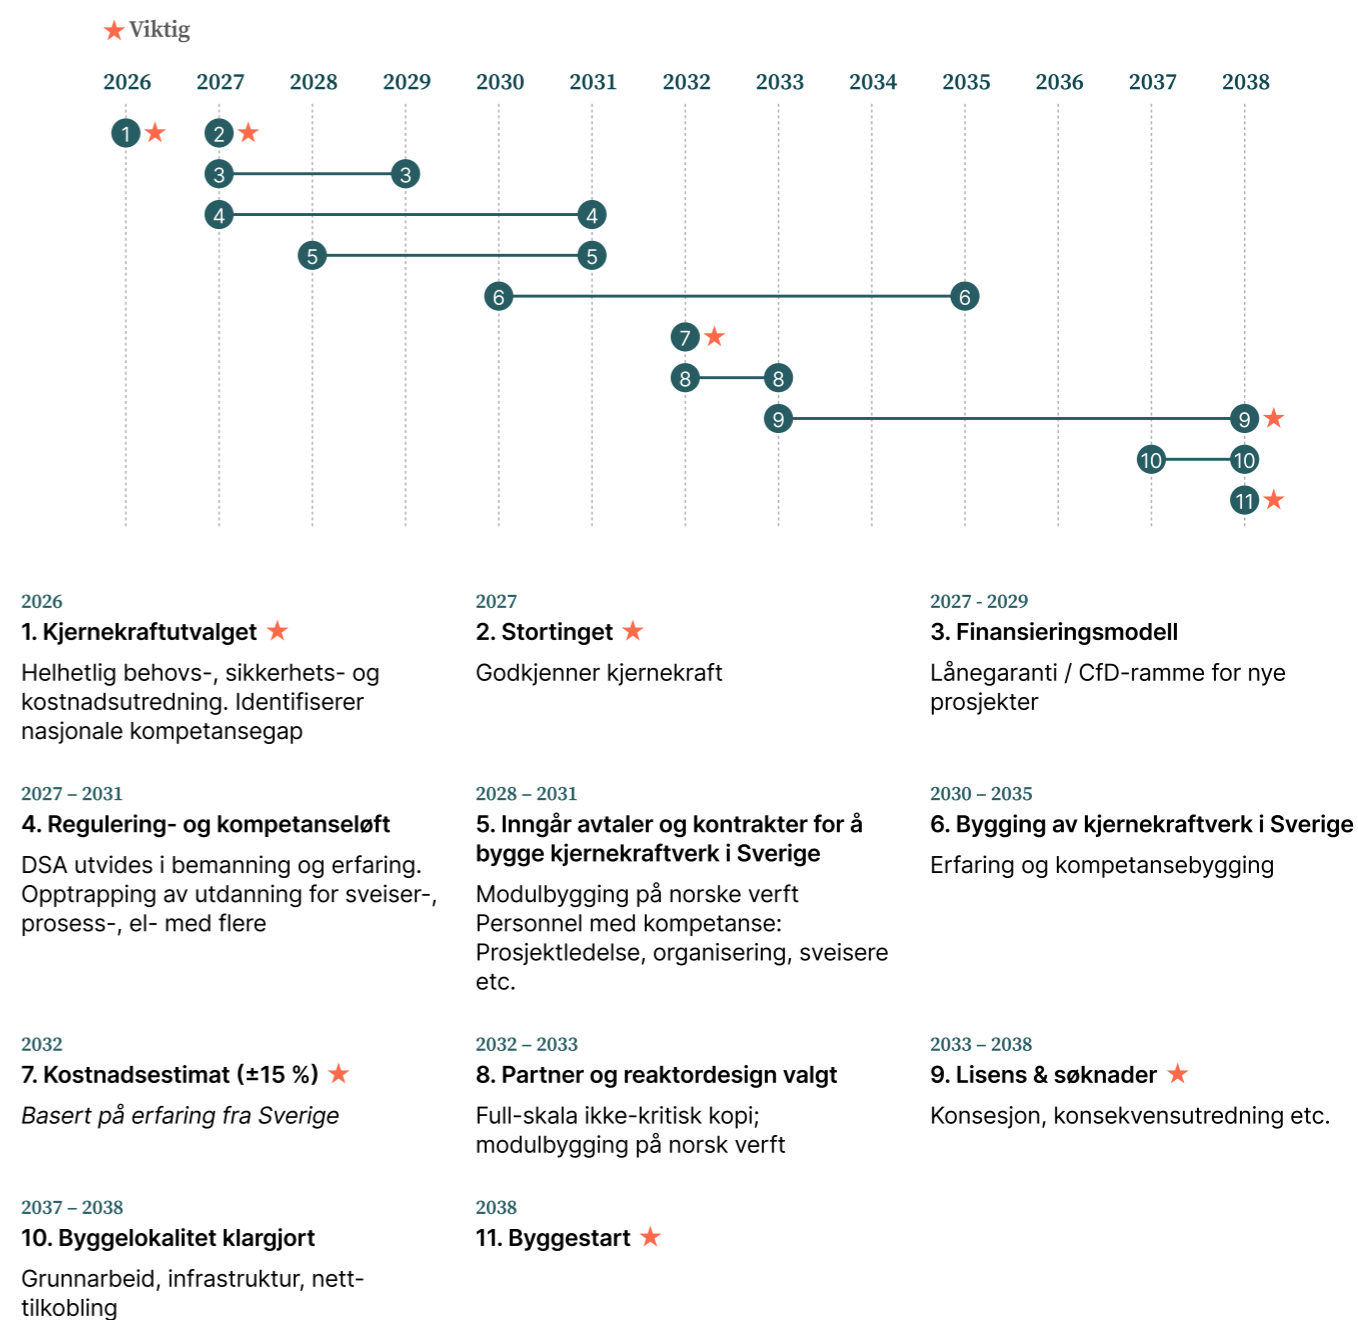 ★ Viktig
2026 2027 2028 2029 2030 2031 2032 2033 2034 2035 2036 2037 2038
1 ★ 2 ★
3 3
4 4
5 5
6 6
7 ★
8 8
9 9 ★
10 10
11 ★
2026
1. Kjernekraftutvalget ★
Helhetlig behovs-, sikkerhets- og
kostnadsutredning. Identifiserer
nasjonale kompetansegap
2027
2. Stortinget ★
Godkjenner kjernekraft
2027 - 2029
3. Finansieringsmodell
Lånegaranti / CfD-ramme for nye
prosjekter
2027 – 2031
4. Regulering- og kompetanseløft
DSA utvides i bemanning og erfaring.
Opptrapping av utdanning for sveiser-,
prosess-, el- med flere
2028 – 2031
5. Inngår avtaler og kontrakter for å
bygge kjernekraftverk i Sverige
Modulbygging på norske verft
Personnel med kompetanse:
Prosjektledelse, organisering, sveisere
etc.
2030 – 2035
6. Bygging av kjernekraftverk i Sverige
Erfaring og kompetansebygging
2032
7. Kostnadsestimat (±15 %) ★
Basert på erfaring fra Sverige
2032 – 2033
8. Partner og reaktordesign valgt
Full-skala ikke-kritisk kopi;
modulbygging på norsk verft
2033 – 2038
9. Lisens & søknader ★
Konsesjon, konsekvensutredning etc.
2037 – 2038
10. Byggelokalitet klargjort
Grunnarbeid, infrastruktur, nett-
tilkobling
2038
11. Byggestart ★